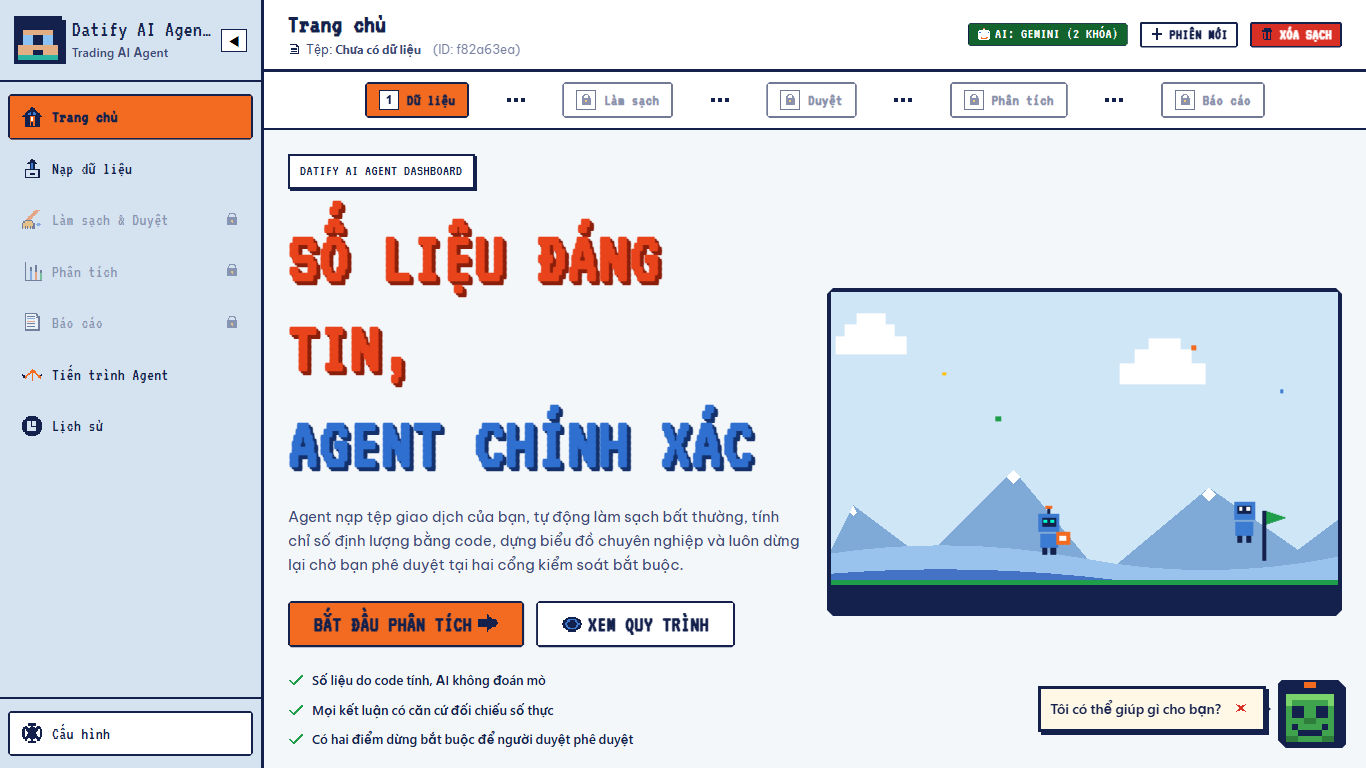 Datify AI Agen…
Trading AI Agent
Trang chủ
Nạp dữ liệu
Làm sạch & Duyệt
Phân tích
Báo cáo
Tiến trình Agent
Lịch sử
Cấu hình
Trang chủ
Tệp: Chưa có dữ liệu (ID: f82a63ea)
AI: GEMINI (2 KHÓA)
PHIÊN MỚI
XÓA SẠCH
1 Dữ liệu
Làm sạch
Duyệt
Phân tích
Báo cáo
DATIFY AI AGENT DASHBOARD
SỐ LIỆU ĐÁNG
TIN,
AGENT CHÍNH XÁC
Agent nạp tệp giao dịch của bạn, tự động làm sạch bất thường, tính
chỉ số định lượng bằng code, dựng biểu đồ chuyên nghiệp và luôn dừng
lại chờ bạn phê duyệt tại hai cổng kiểm soát bắt buộc.
BẮT ĐẦU PHÂN TÍCH
XEM QUY TRÌNH
Số liệu do code tính, AI không đoán mò
Mọi kết luận có căn cứ đối chiếu số thực
Có hai điểm dừng bắt buộc để người duyệt phê duyệt
Tôi có thể giúp gì cho bạn?